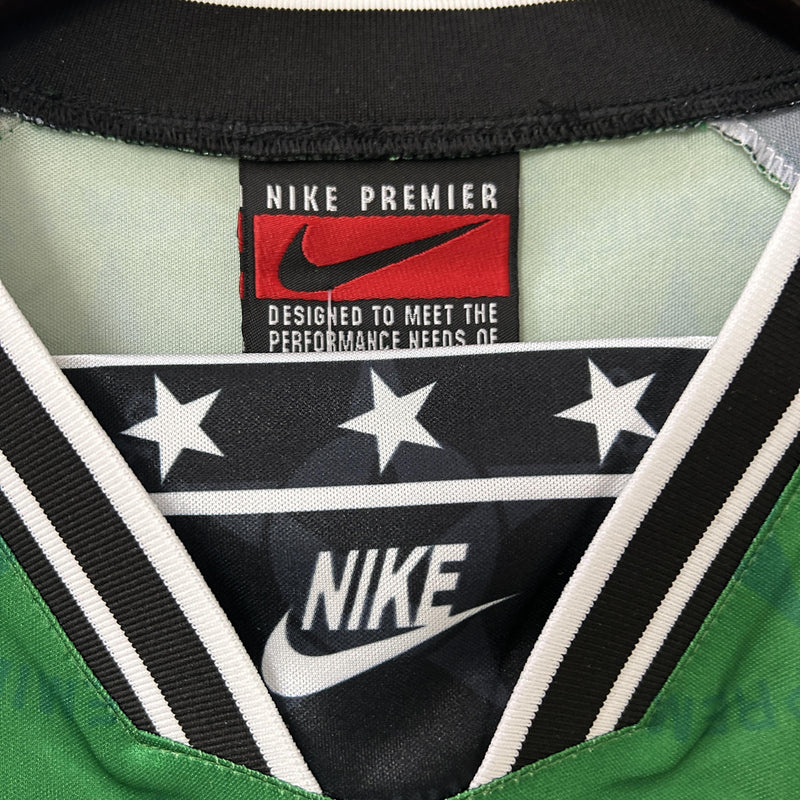 NIKE PREMIER
DESIGNED TO MEET THE
PERFORMANCE NEEDS OF
NIKE